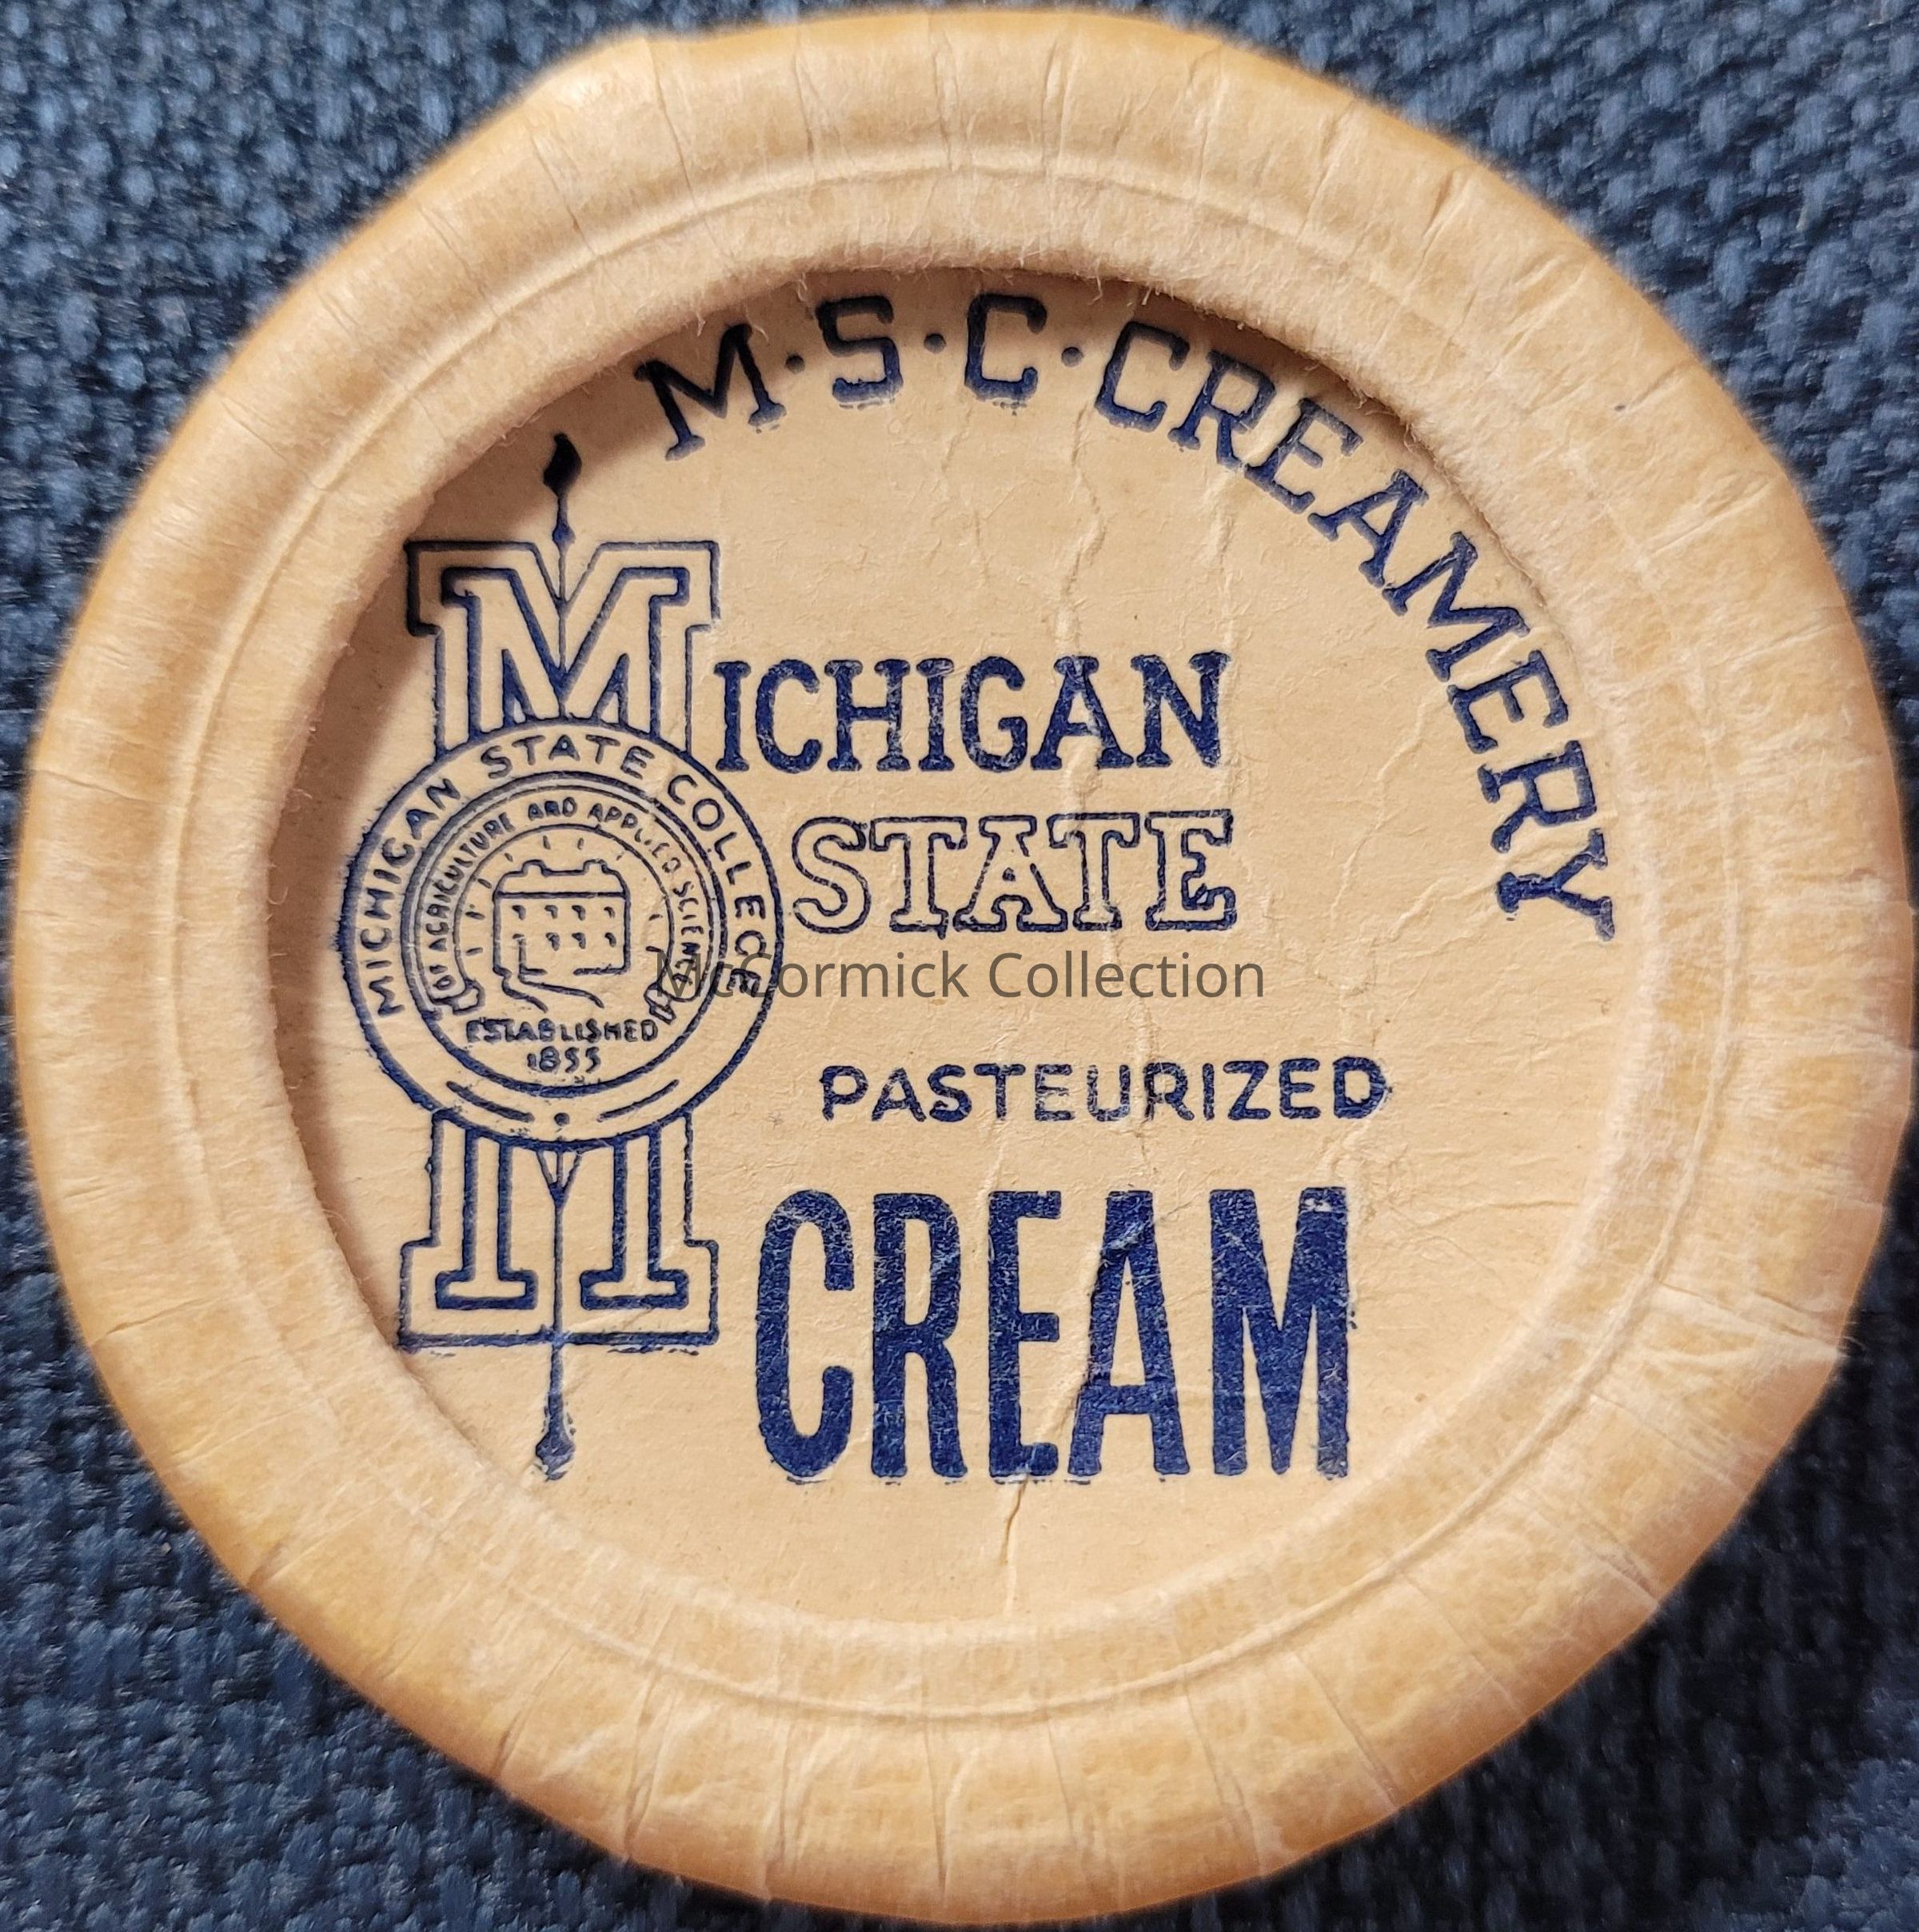 M·S·C·CREAMERY
MICHIGAN
STATE
MICHIGAN STATE COLLEGE
OF AGRICULTURE AND APPLIED SCIENCE
ESTABLISHED
1855
McCormick Collection
PASTEURIZED
CREAM